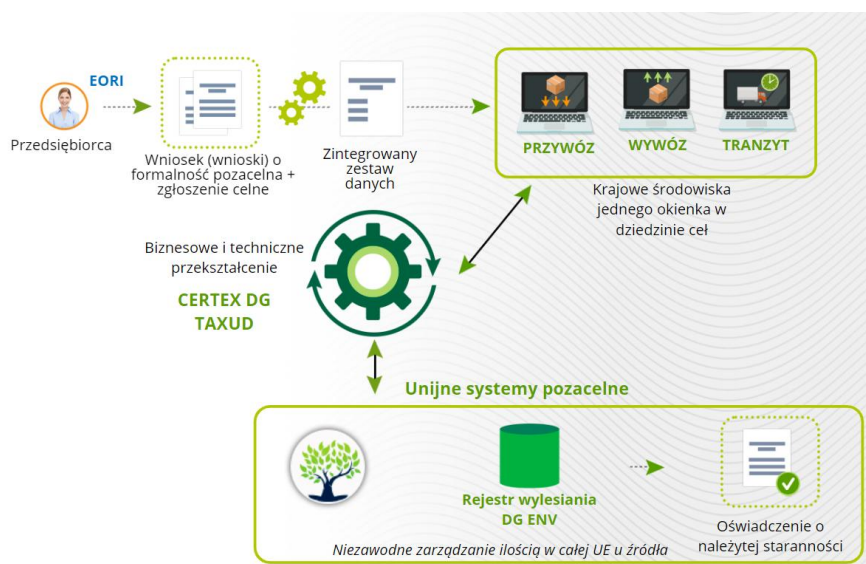 EORI
Przedsiębiorca
Wniosek (wnioski) o
formalność pozacelna +
zgłoszenie celne
Zintegrowany
zestaw
danych
PRZYWÓZ
WYWÓZ
TRANZYT
Krajowe środowiska
jednego okienka w
dziedzinie ceł
Biznesowe i techniczne
przekształcenie
CERTEX DG
TAXUD
Unijne systemy pozacelne
Rejestr wylesiania
DG ENV
Oświadczenie o
należytej staranności
Niezawodne zarządzanie ilością w całej UE u źródła